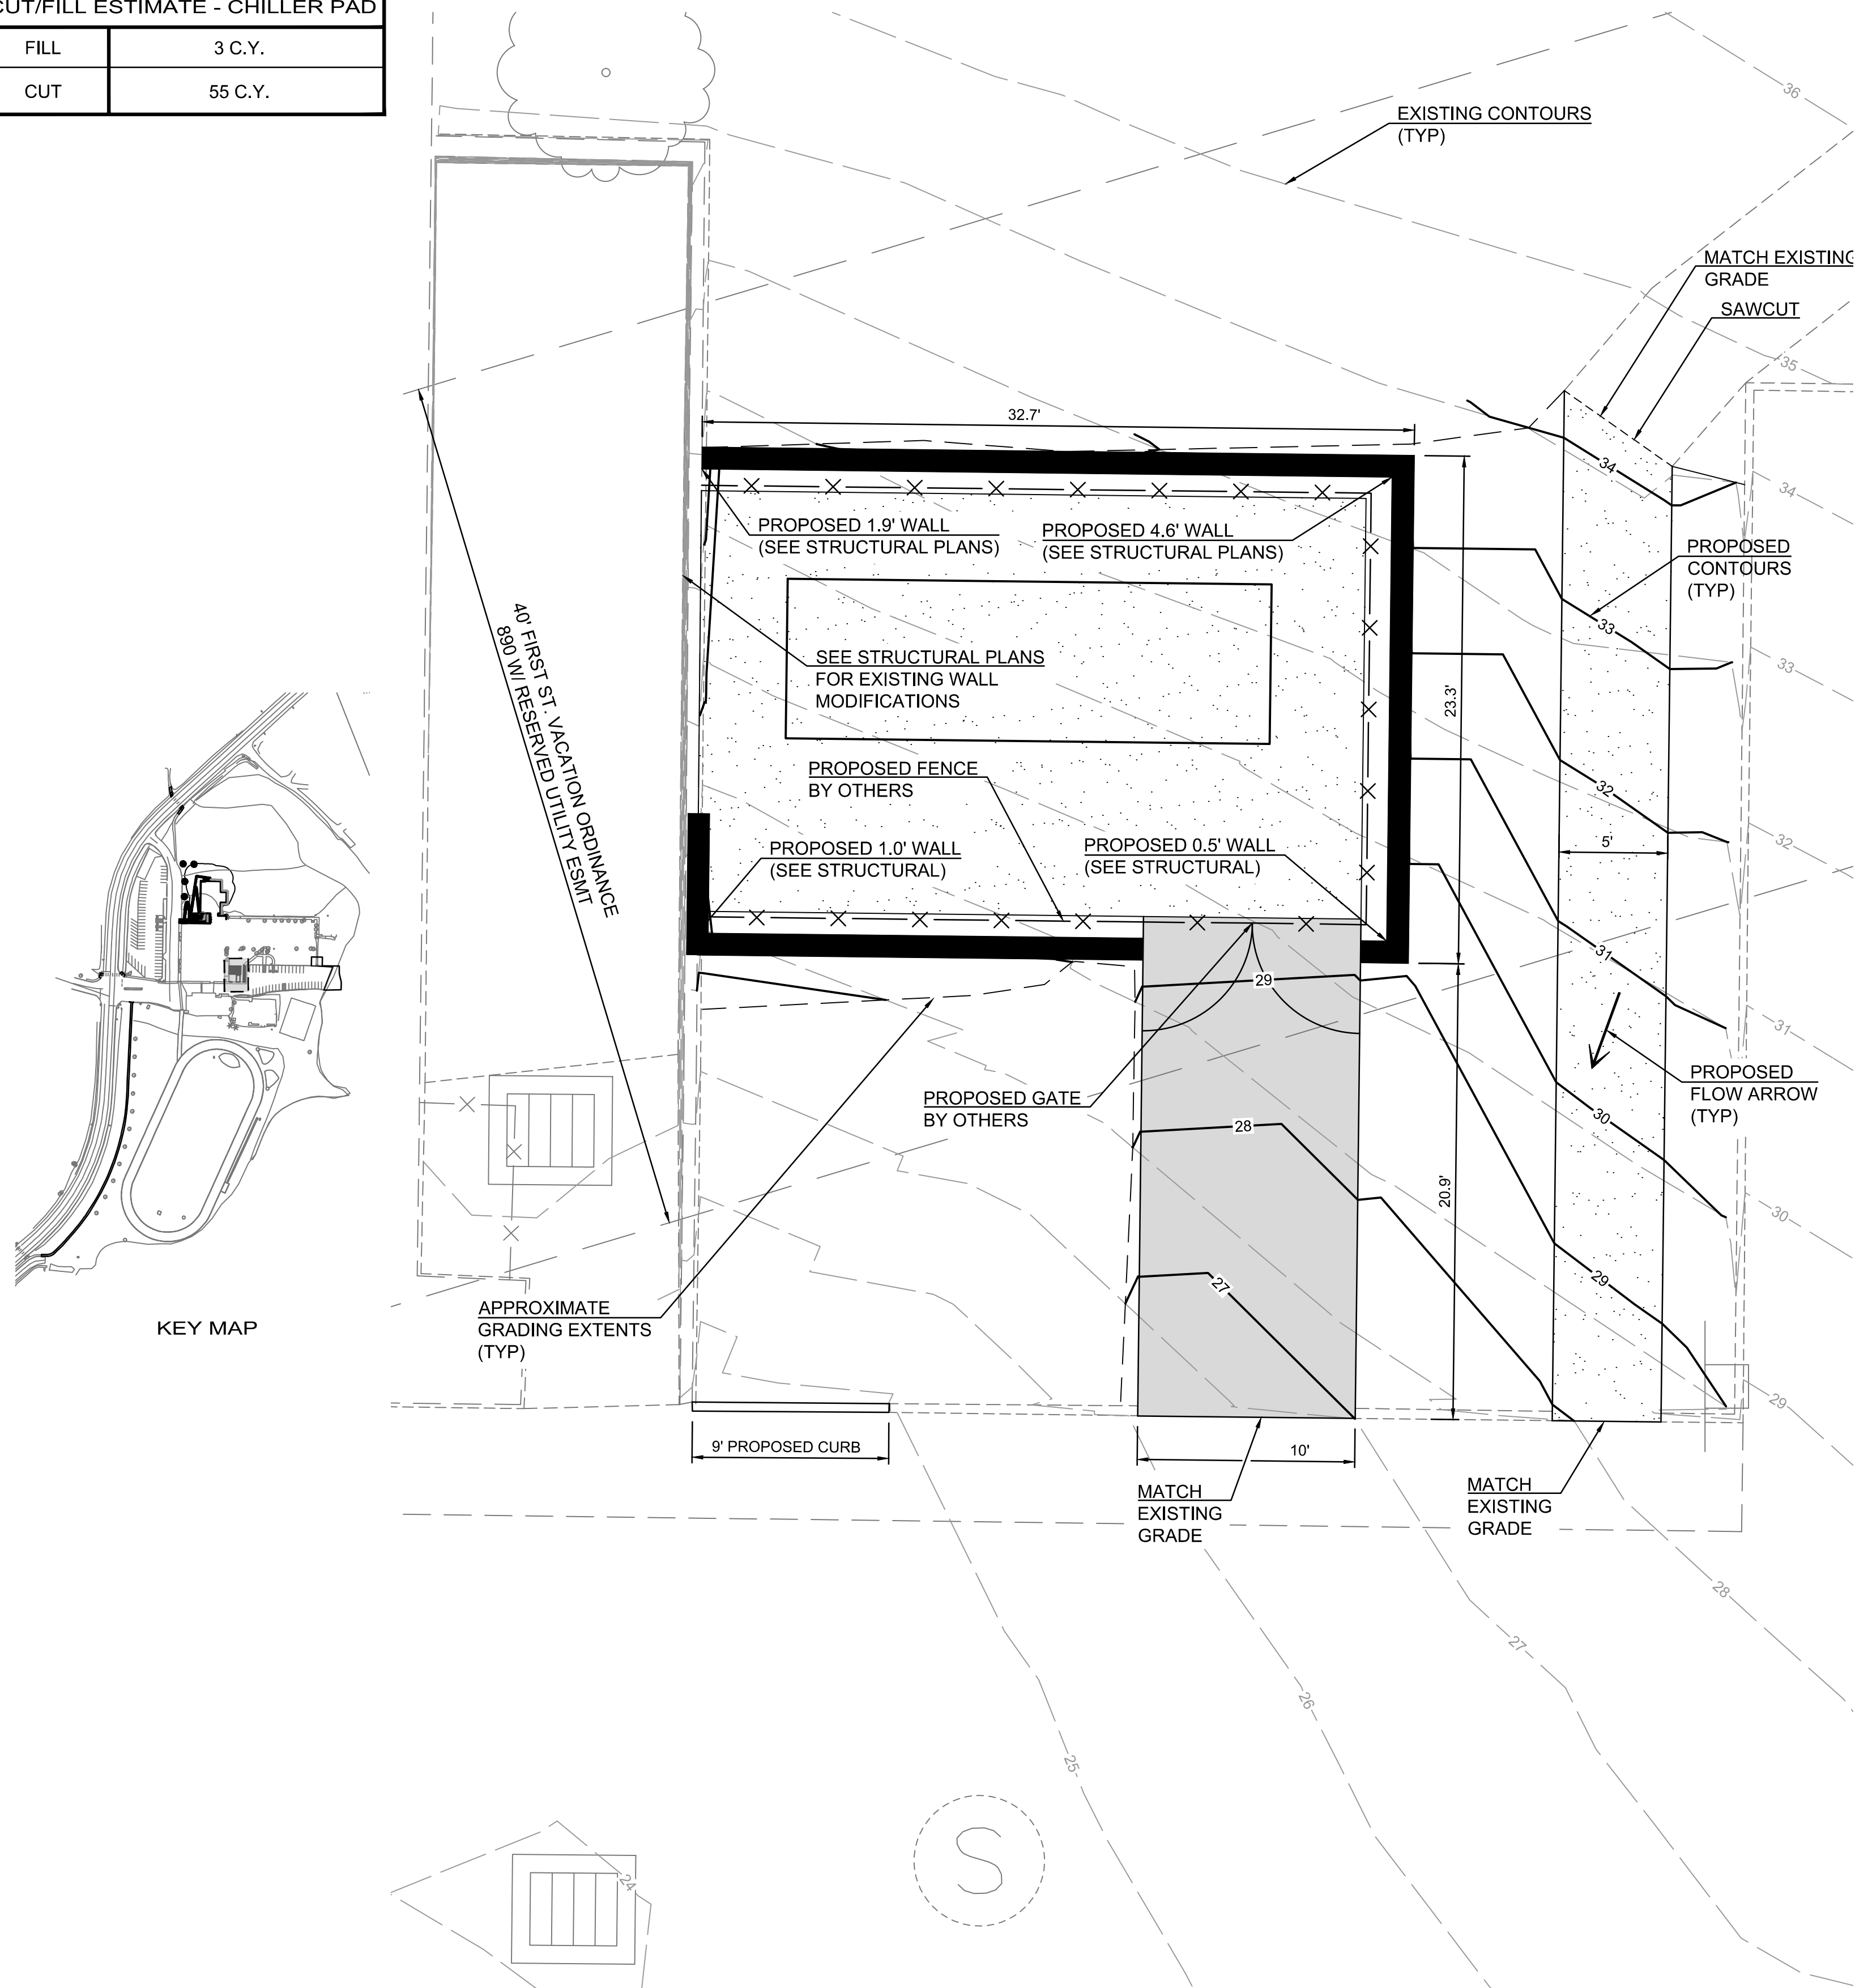 CUT/FILL ESTIMATE - CHILLER PAD
FILL 3 C.Y.
CUT 55 C.Y.
36
EXISTING CONTOURS
(TYP)
MATCH EXISTING
GRADE
SAWCUT
35
32.7'
34
34
PROPOSED 1.9' WALL
(SEE STRUCTURAL PLANS)
PROPOSED 4.6' WALL
(SEE STRUCTURAL PLANS)
PROPOSED
CONTOURS
(TYP)
33
33
40' FIRST ST. VACATION ORDINANCE
890 W/ RESERVED UTILITY ESMT
SEE STRUCTURAL PLANS
FOR EXISTING WALL
MODIFICATIONS
23.3'
PROPOSED FENCE
BY OTHERS
32
32
5'
PROPOSED 1.0' WALL
(SEE STRUCTURAL)
PROPOSED 0.5' WALL
(SEE STRUCTURAL)
31
31
29
PROPOSED
FLOW ARROW
(TYP)
PROPOSED GATE
BY OTHERS
28
30
30
20.9'
27
29
29
APPROXIMATE
GRADING EXTENTS
(TYP)
KEY MAP
9' PROPOSED CURB
10'
MATCH
EXISTING
GRADE
MATCH
EXISTING
GRADE
28
27
26
25
24
S